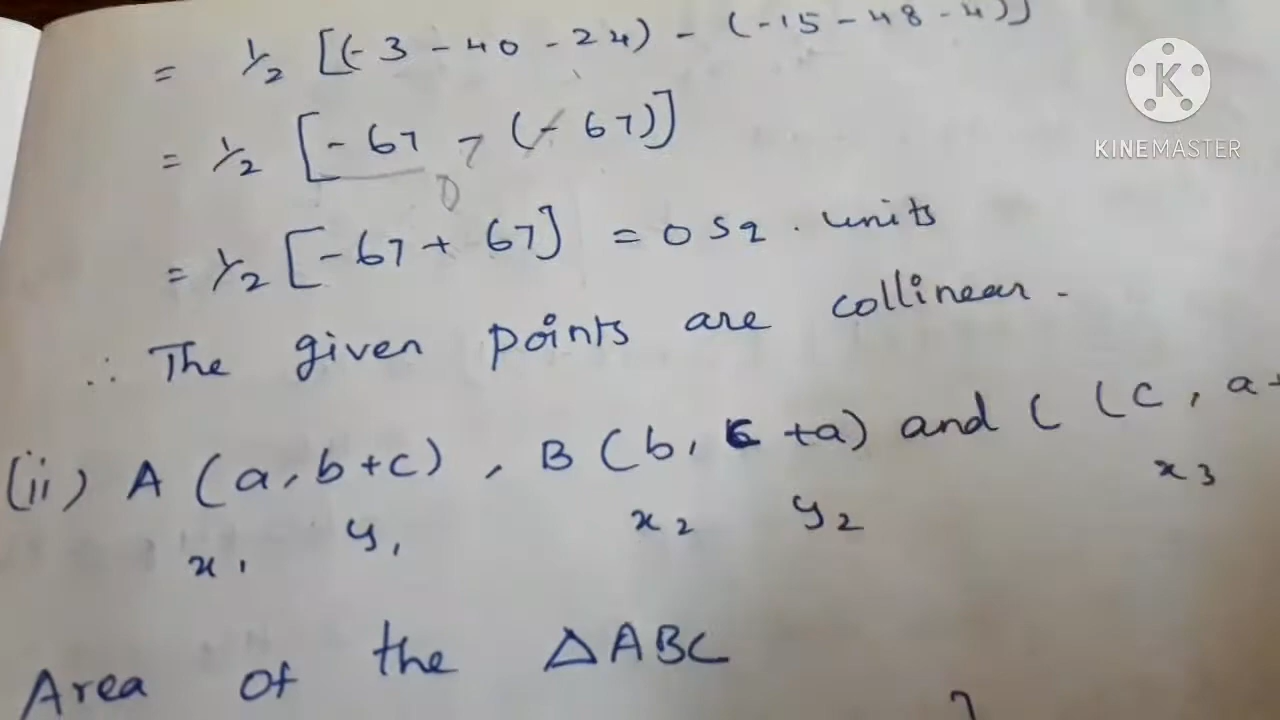 = 1/2 [(-3 - 40 - 24) - (-15 - 48 - 4)]
= 1/2 [-67 - (-67)]
= 1/2 [-67 + 67] = 0 sq. units
∴ The given points are collinear.
(ii) A (a, b+c), B (b, c+a) and C (c, a+
x1 y1 x2 y2 x3
Area of the ΔABC
KINEMASTER